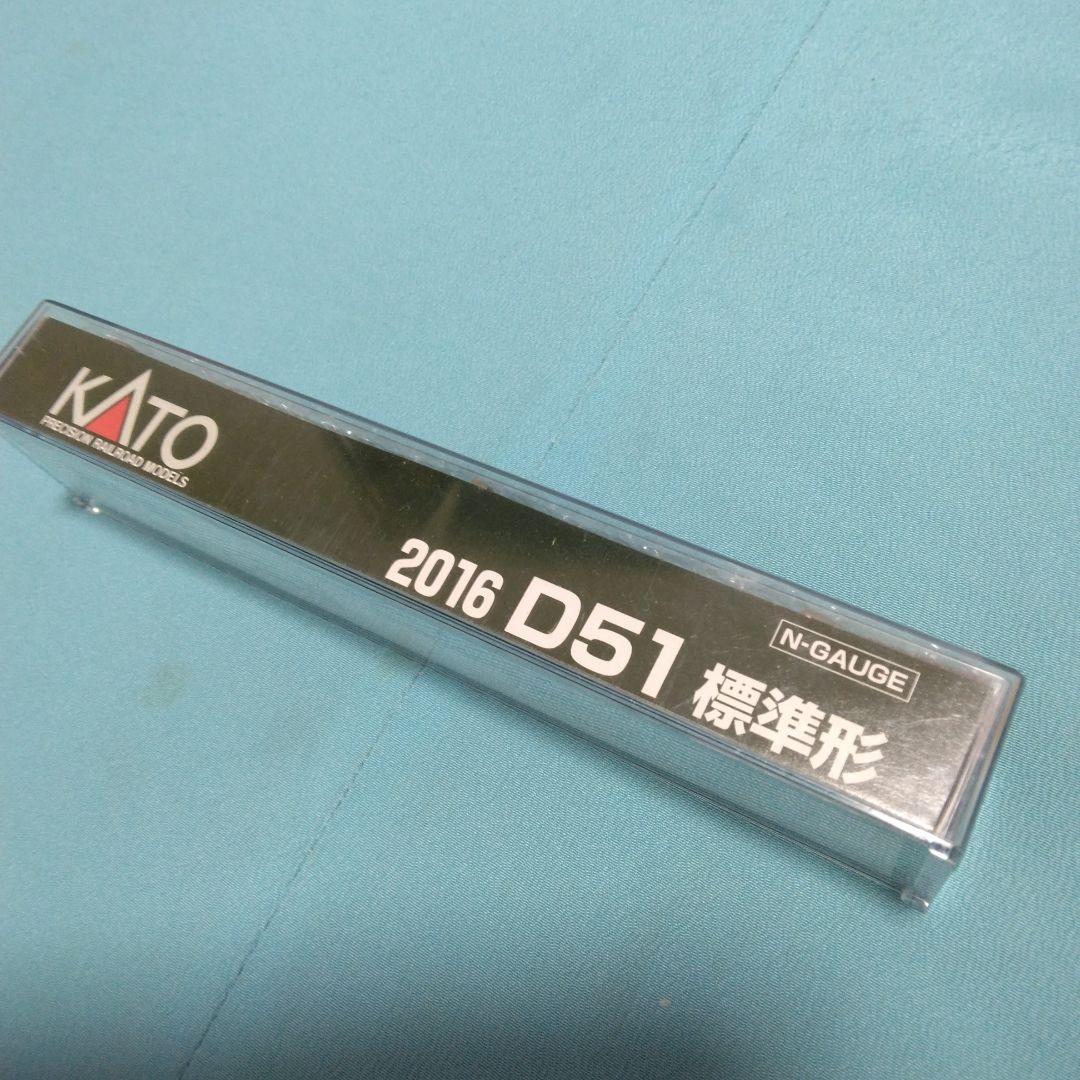 KATO
PRECISION RAILROAD MODELS
2016 D51 標準形
N-GAUGE